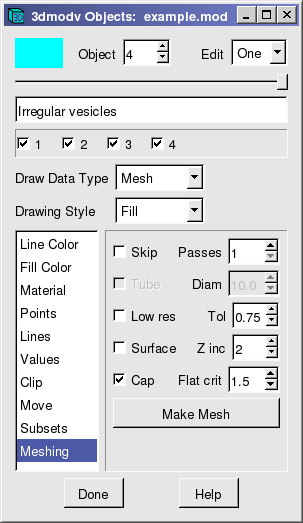 3dmodv Objects: example.mod
Object 4 Edit One
Irregular vesicles
1 2 3 4
Draw Data Type Mesh
Drawing Style Fill
Line Color
Fill Color
Material
Points
Lines
Values
Clip
Move
Subsets
Meshing
Skip Passes 1
Tube Diam 10.0
Low res Tol 0.75
Surface Z inc 2
Cap Flat crit 1.5
Make Mesh
Done Help